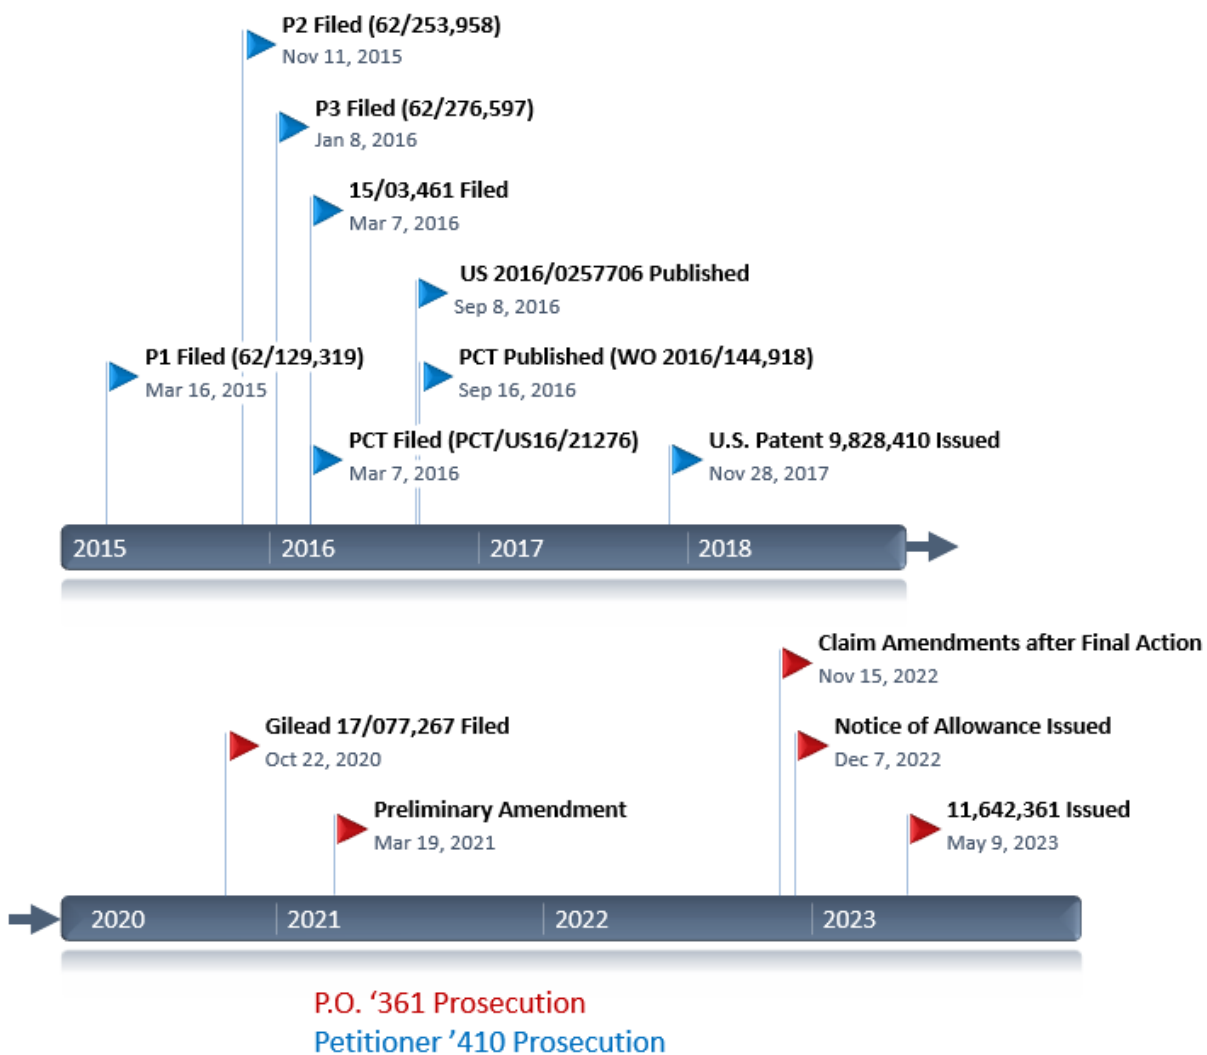 P2 Filed (62/253,958)
Nov 11, 2015
P3 Filed (62/276,597)
Jan 8, 2016
15/03,461 Filed
Mar 7, 2016
US 2016/0257706 Published
Sep 8, 2016
P1 Filed (62/129,319)
Mar 16, 2015
PCT Published (WO 2016/144,918)
Sep 16, 2016
PCT Filed (PCT/US16/21276)
Mar 7, 2016
U.S. Patent 9,828,410 Issued
Nov 28, 2017
2015 2016 2017 2018
Claim Amendments after Final Action
Nov 15, 2022
Gilead 17/077,267 Filed
Oct 22, 2020
Notice of Allowance Issued
Dec 7, 2022
Preliminary Amendment
Mar 19, 2021
11,642,361 Issued
May 9, 2023
2020 2021 2022 2023
P.O. ‘361 Prosecution
Petitioner ’410 Prosecution